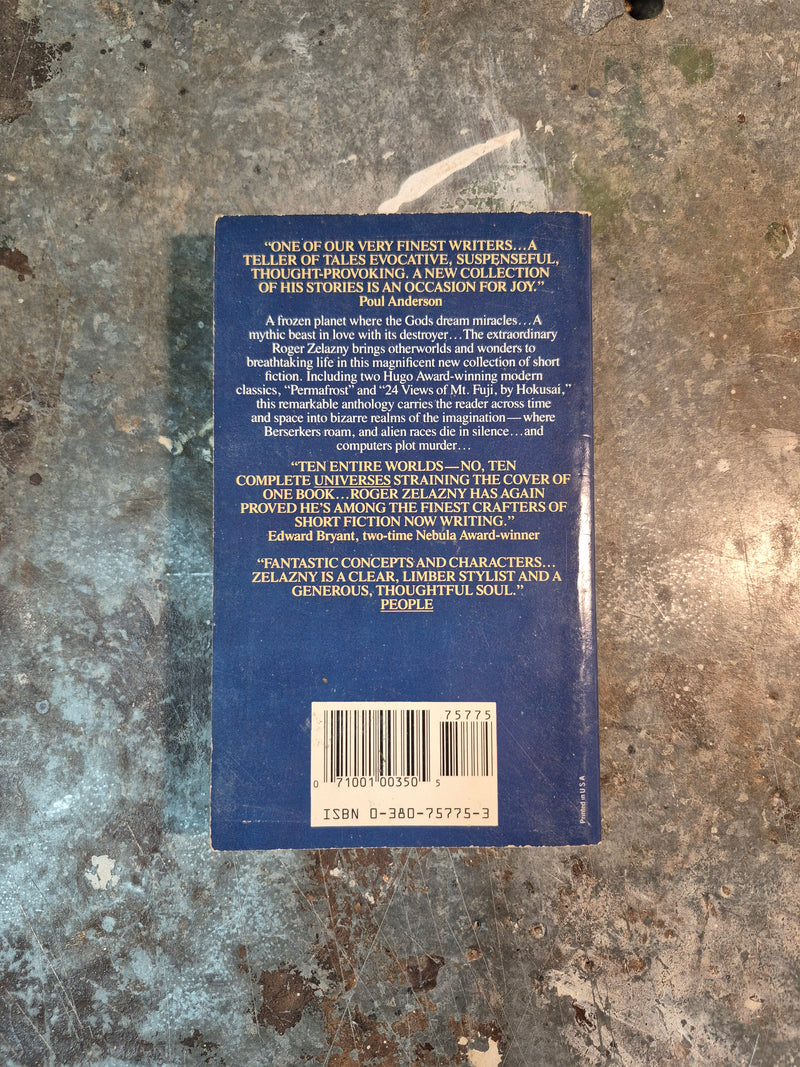 “ONE OF OUR VERY FINEST WRITERS...A
TELLER OF TALES EVOCATIVE, SUSPENSEFUL,
THOUGHT-PROVOKING. A NEW COLLECTION
OF HIS STORIES IS AN OCCASION FOR JOY.”
Poul Anderson
A frozen planet where the Gods dream miracles...A
mythic beast in love with its destroyer...The extraordinary
Roger Zelazny brings otherworlds and wonders to
breathtaking life in this magnificent new collection of short
fiction. Including two Hugo Award-winning modern
classics, “Permafrost” and “24 Views of Mt. Fuji, by Hokusai,”
this remarkable anthology carries the reader across time
and space into bizarre realms of the imagination—where
Berserkers roam, and alien races die in silence...and
computers plot murder...
“TEN ENTIRE WORLDS—NO, TEN
COMPLETE UNIVERSES STRAINING THE COVER OF
ONE BOOK...ROGER ZELAZNY HAS AGAIN
PROVED HE'S AMONG THE FINEST CRAFTERS OF
SHORT FICTION NOW WRITING.”
Edward Bryant, two-time Nebula Award-winner
“FANTASTIC CONCEPTS AND CHARACTERS...
ZELAZNY IS A CLEAR, LIMBER STYLIST AND A
GENEROUS, THOUGHTFUL SOUL.”
PEOPLE
75775
0 71001 00350 5
ISBN 0-380-75775-3
Printed in U S A